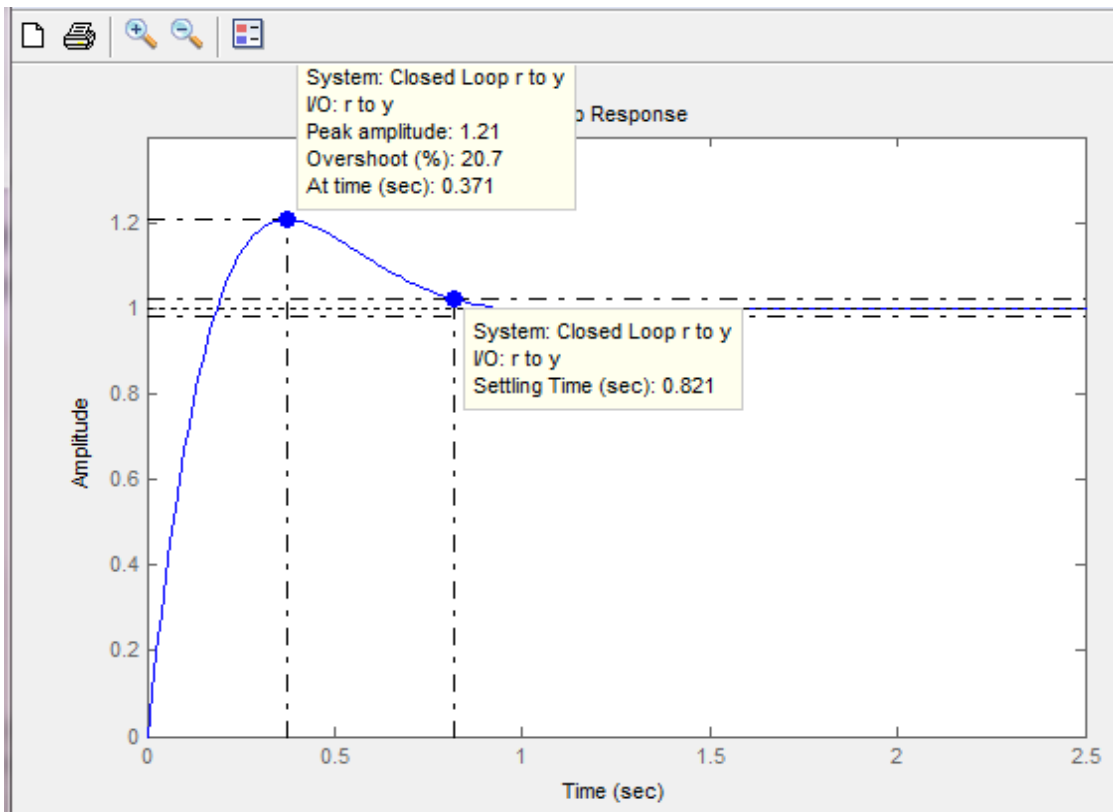 System: Closed Loop r to y
I/O: r to y
Peak amplitude: 1.21
Overshoot (%): 20.7
At time (sec): 0.371
Response
1.2
1
0.8
0.6
0.4
0.2
0
Amplitude
System: Closed Loop r to y
I/O: r to y
Settling Time (sec): 0.821
0
0.5
1
1.5
2
2.5
Time (sec)